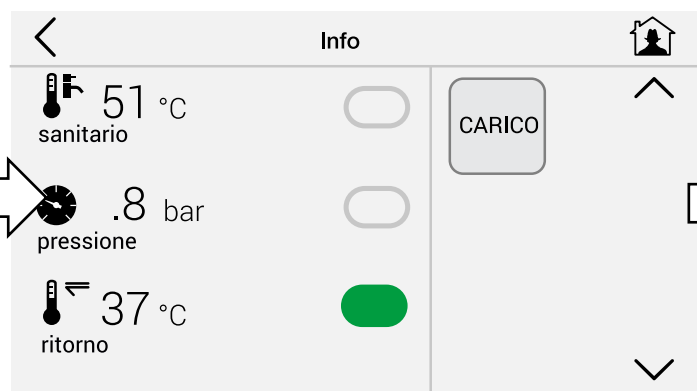 Info
51 °C
sanitario
CARICO
.8 bar
pressione
37 °C
ritorno